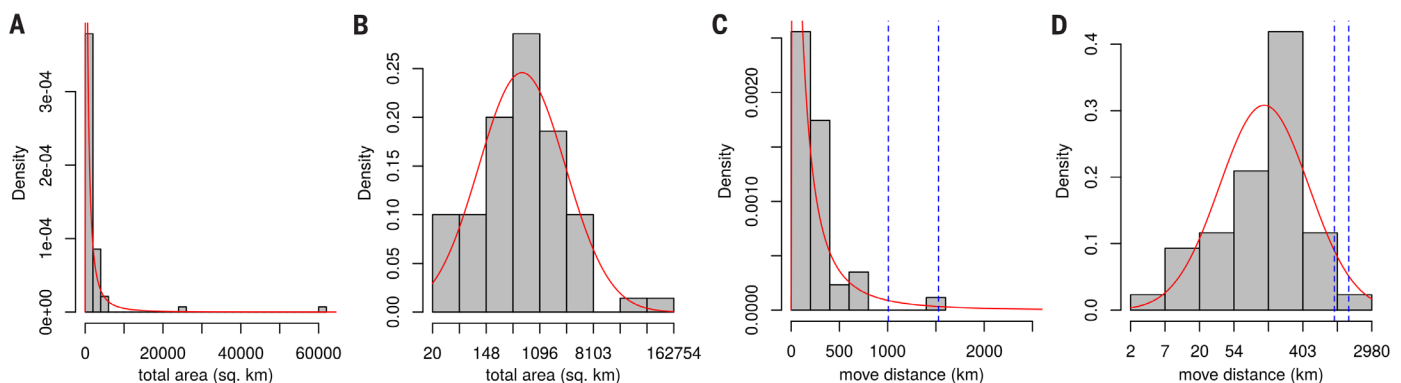 A
Density
0e+00 1e-04 2e-04 3e-04
0 20000 40000 60000
total area (sq. km)
B
Density
0.00 0.05 0.10 0.15 0.20 0.25
20 148 1096 8103 162754
total area (sq. km)
C
Density
0.0000 0.0010 0.0020
0 500 1000 2000
move distance (km)
D
Density
0.0 0.1 0.2 0.3 0.4
2 7 20 54 403 2980
move distance (km)